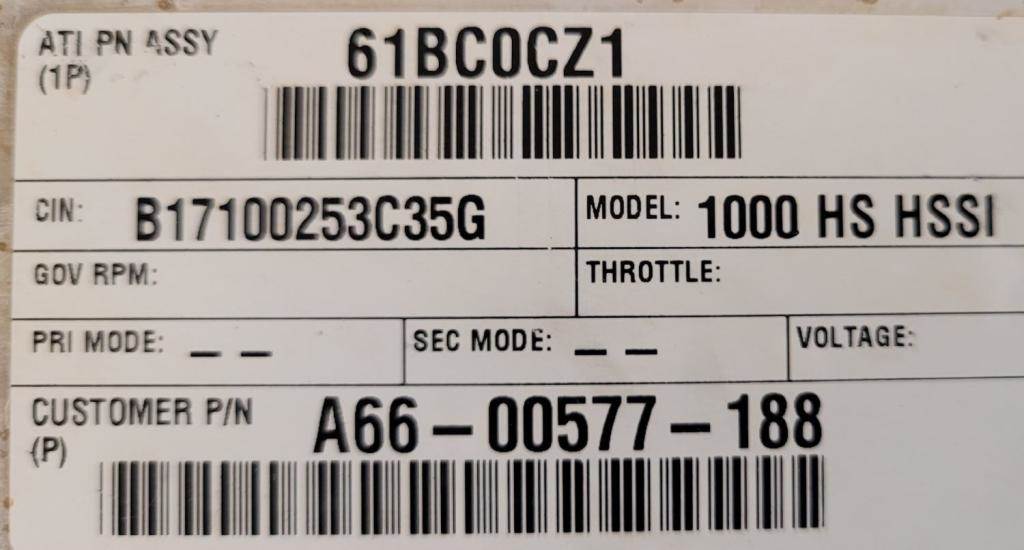 ATI PN ASSY 61BC0CZ1
(1P)
CIN: B17100253C35G MODEL: 1000 HS HSSI
GOV RPM: THROTTLE:
PRI MODE: – – SEC MODE: – – VOLTAGE:
CUSTOMER P/N A66–00577–188
(P)